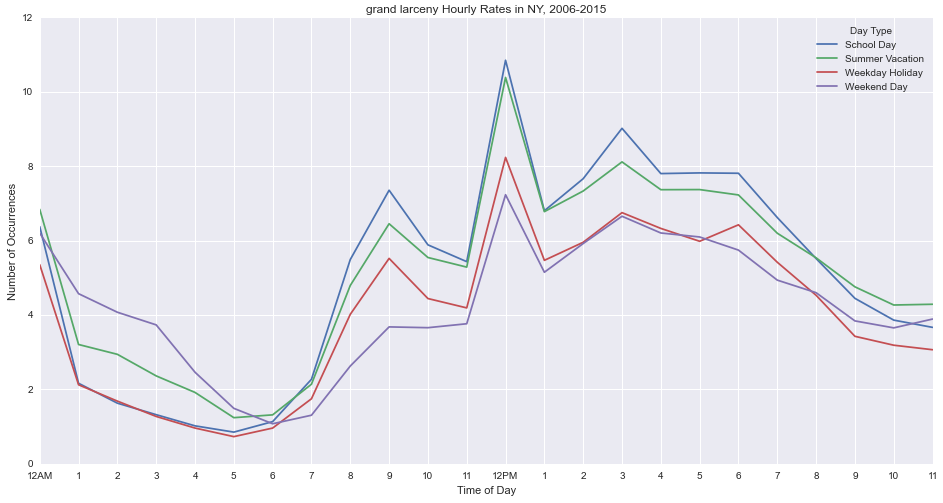 grand larceny Hourly Rates in NY, 2006-2015
12
10
8
6
4
2
0
Number of Occurrences
Day Type
School Day
Summer Vacation
Weekday Holiday
Weekend Day
12AM 1 2 3 4 5 6 7 8 9 10 11 12PM 1 2 3 4 5 6 7 8 9 10 11
Time of Day